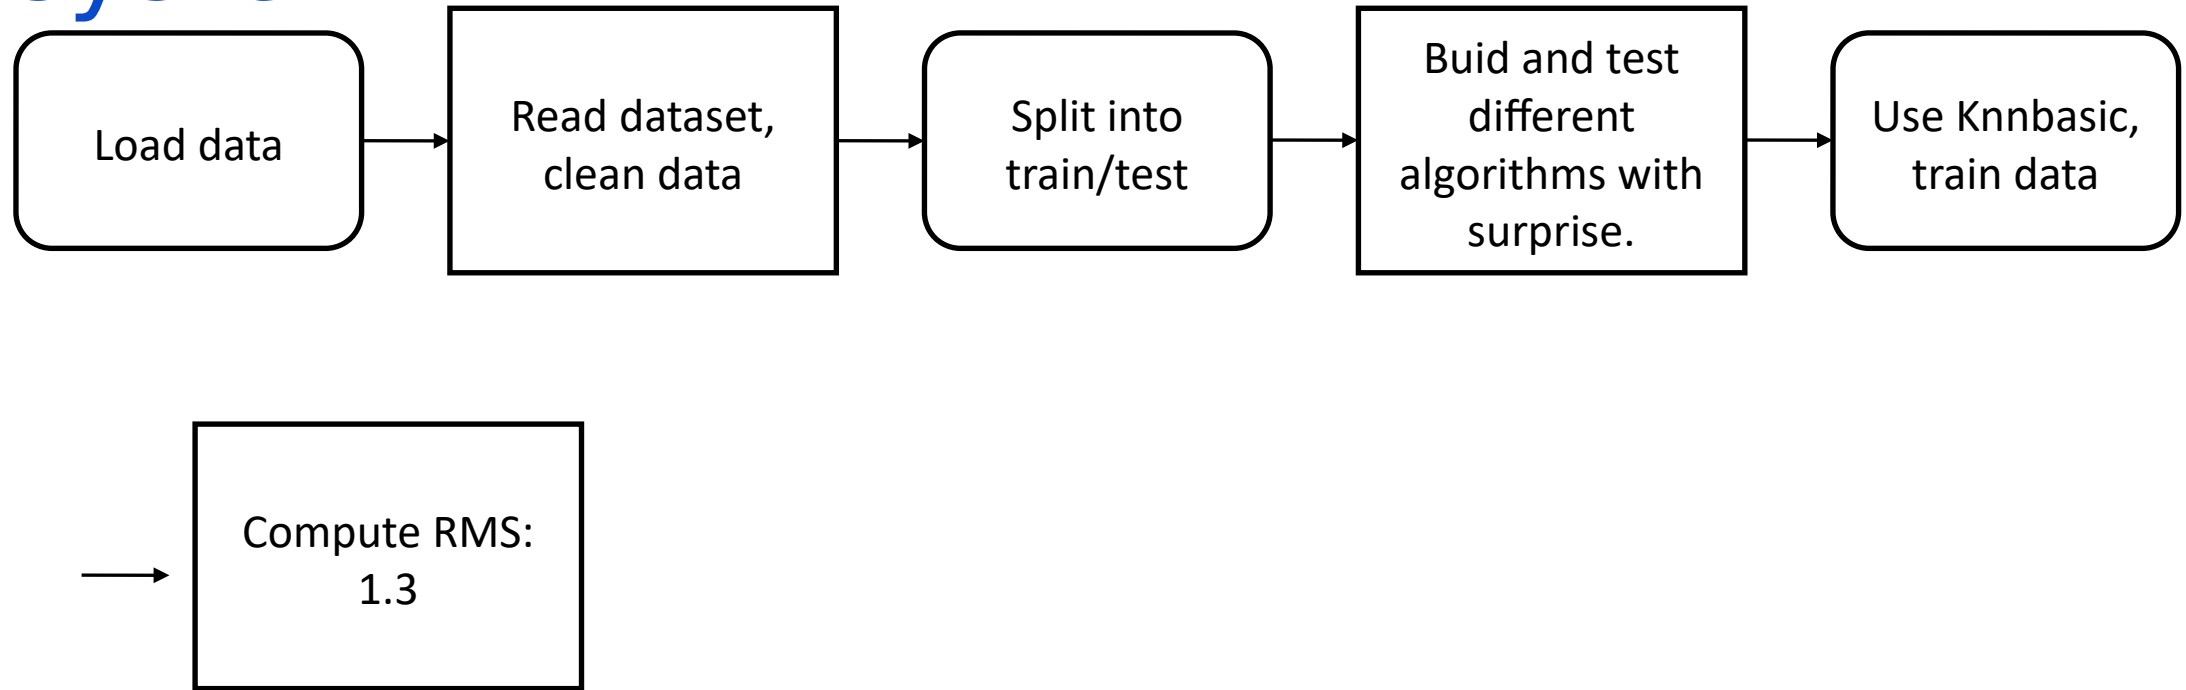 Load data
Read dataset,
clean data
Split into
train/test
Buid and test
different
algorithms with
surprise.
Use Knnbasic,
train data
Compute RMS:
1.3